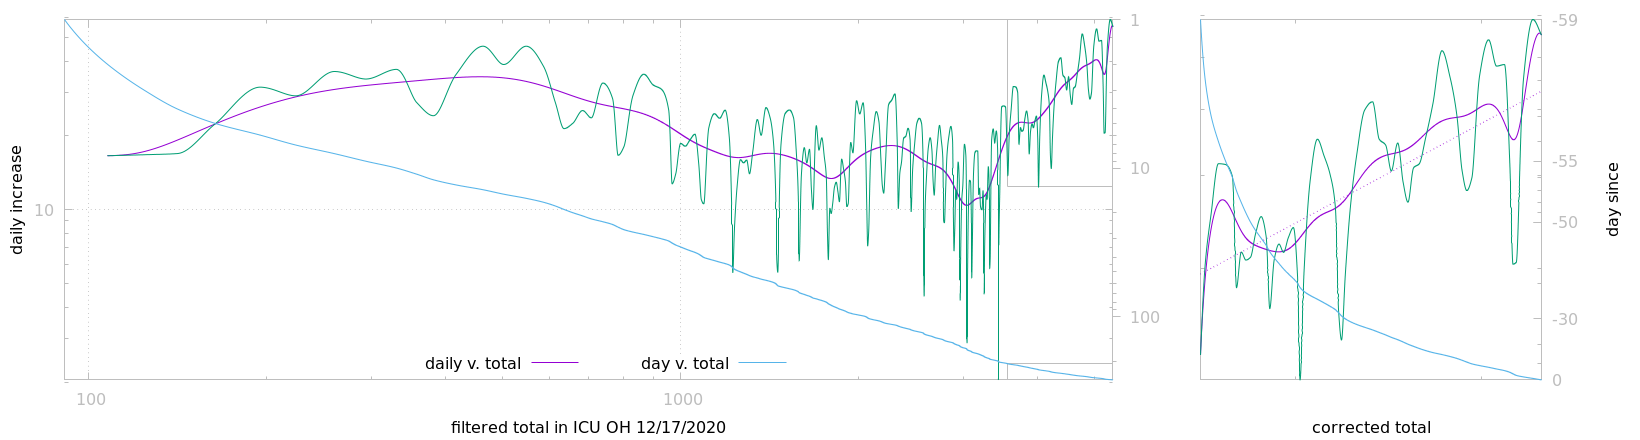 daily increase
10
100
1000
1
10
100
daily v. total
day v. total
filtered total in ICU OH 12/17/2020
-59
-55
-50
-30
0
day since
corrected total